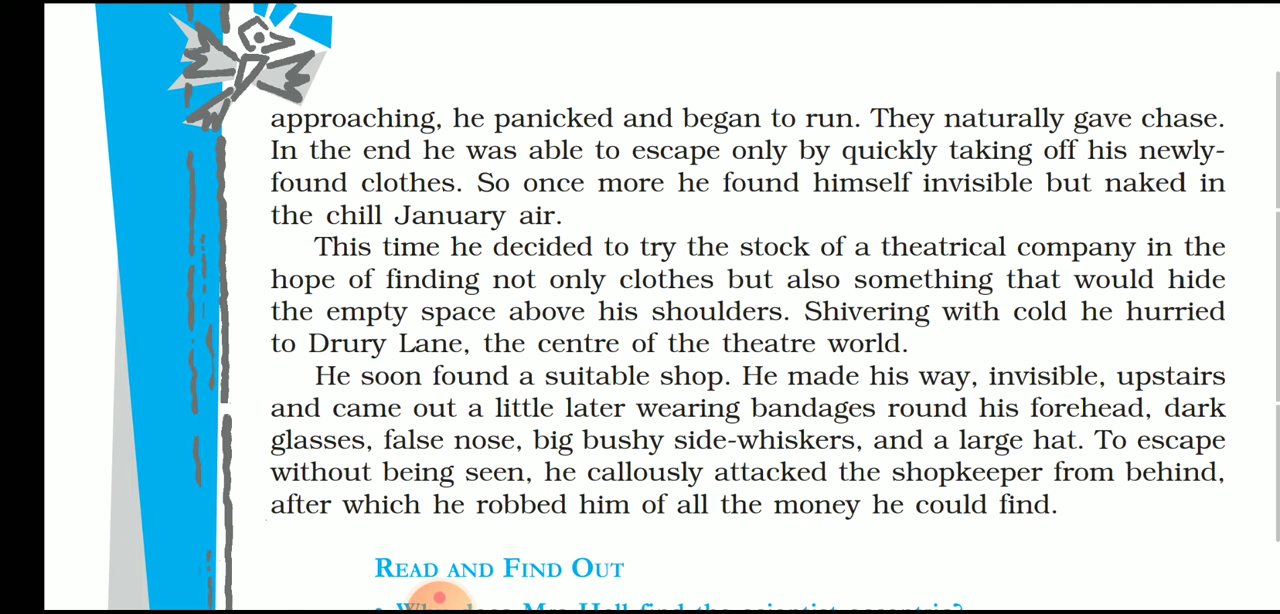 approaching, he panicked and began to run. They naturally gave chase.
In the end he was able to escape only by quickly taking off his newly-
found clothes. So once more he found himself invisible but naked in
the chill January air.
This time he decided to try the stock of a theatrical company in the
hope of finding not only clothes but also something that would hide
the empty space above his shoulders. Shivering with cold he hurried
to Drury Lane, the centre of the theatre world.
He soon found a suitable shop. He made his way, invisible, upstairs
and came out a little later wearing bandages round his forehead, dark
glasses, false nose, big bushy side-whiskers, and a large hat. To escape
without being seen, he callously attacked the shopkeeper from behind,
after which he robbed him of all the money he could find.
READ AND FIND OUT
• Mrs Hall find the scientist eccentric?